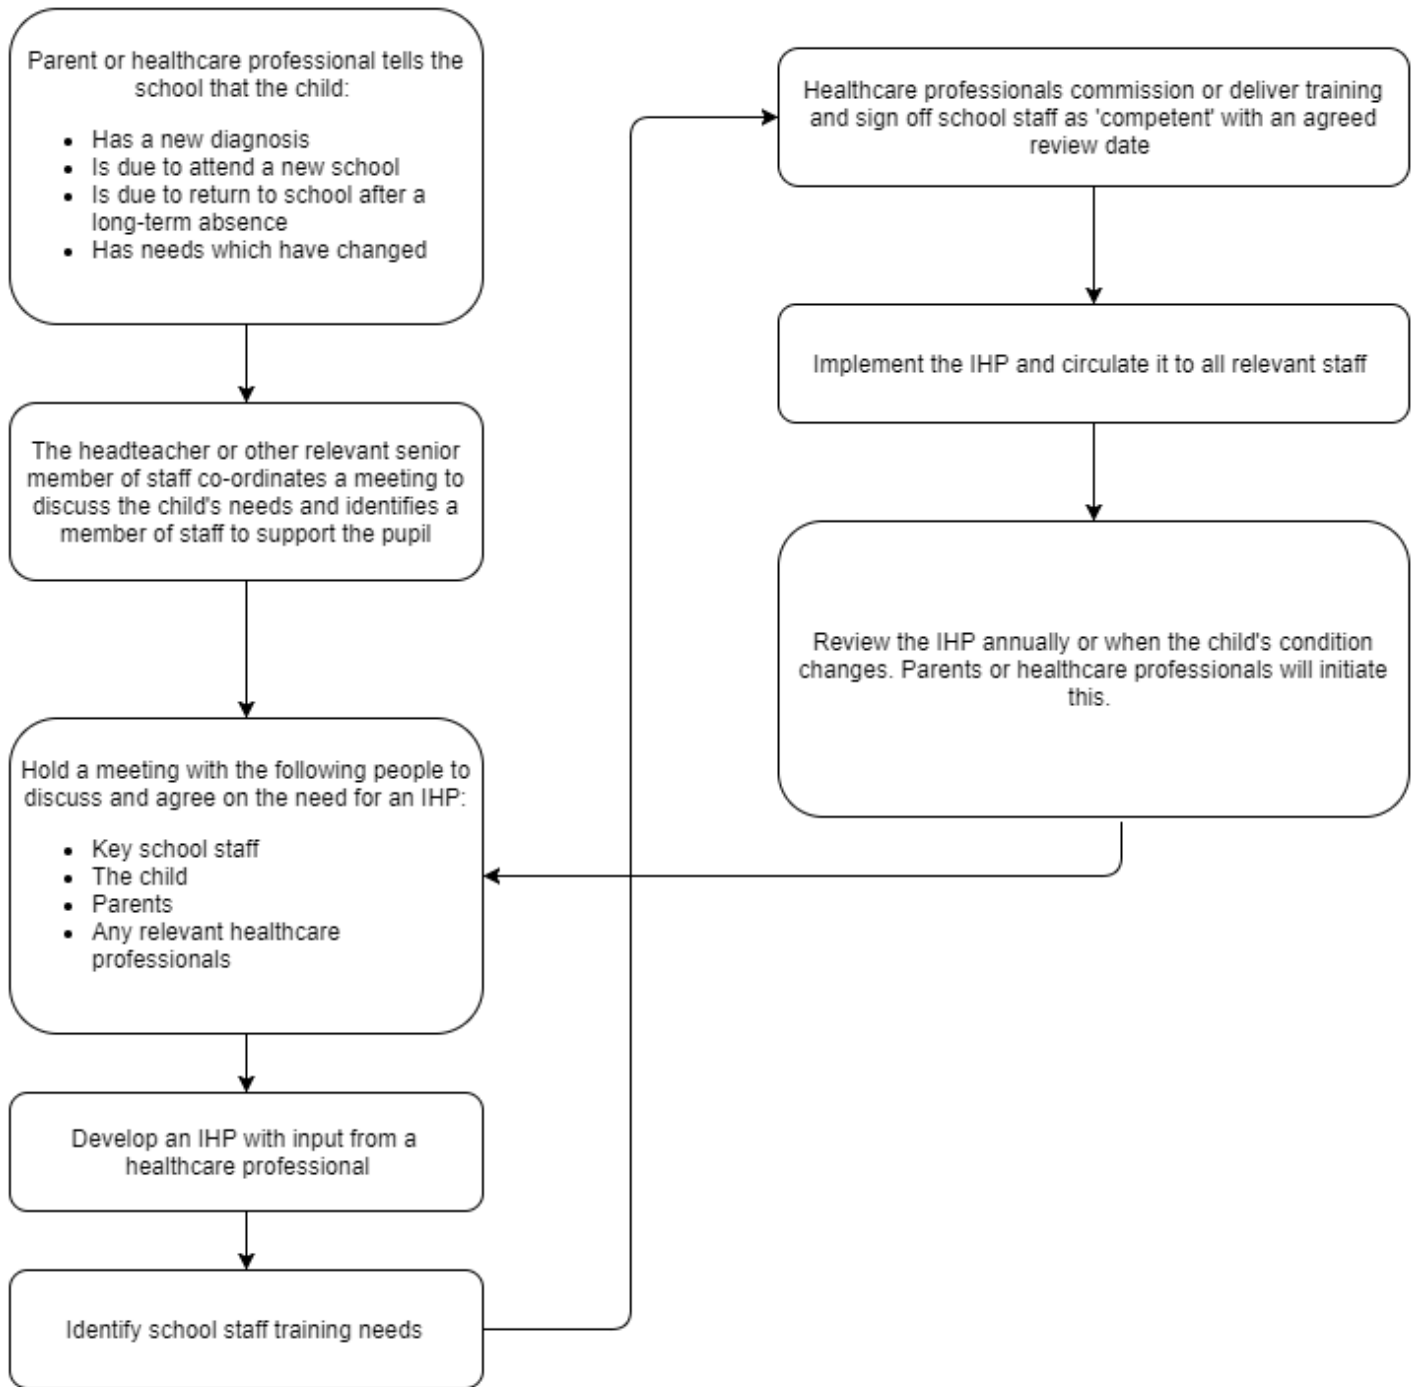 Parent or healthcare professional tells the
school that the child:
• Has a new diagnosis
• Is due to attend a new school
• Is due to return to school after a
long-term absence
• Has needs which have changed
The headteacher or other relevant senior
member of staff co-ordinates a meeting to
discuss the child's needs and identifies a
member of staff to support the pupil
Hold a meeting with the following people to
discuss and agree on the need for an IHP:
• Key school staff
• The child
• Parents
• Any relevant healthcare
professionals
Develop an IHP with input from a
healthcare professional
Identify school staff training needs
Healthcare professionals commission or deliver training
and sign off school staff as 'competent' with an agreed
review date
Implement the IHP and circulate it to all relevant staff
Review the IHP annually or when the child's condition
changes. Parents or healthcare professionals will initiate
this.